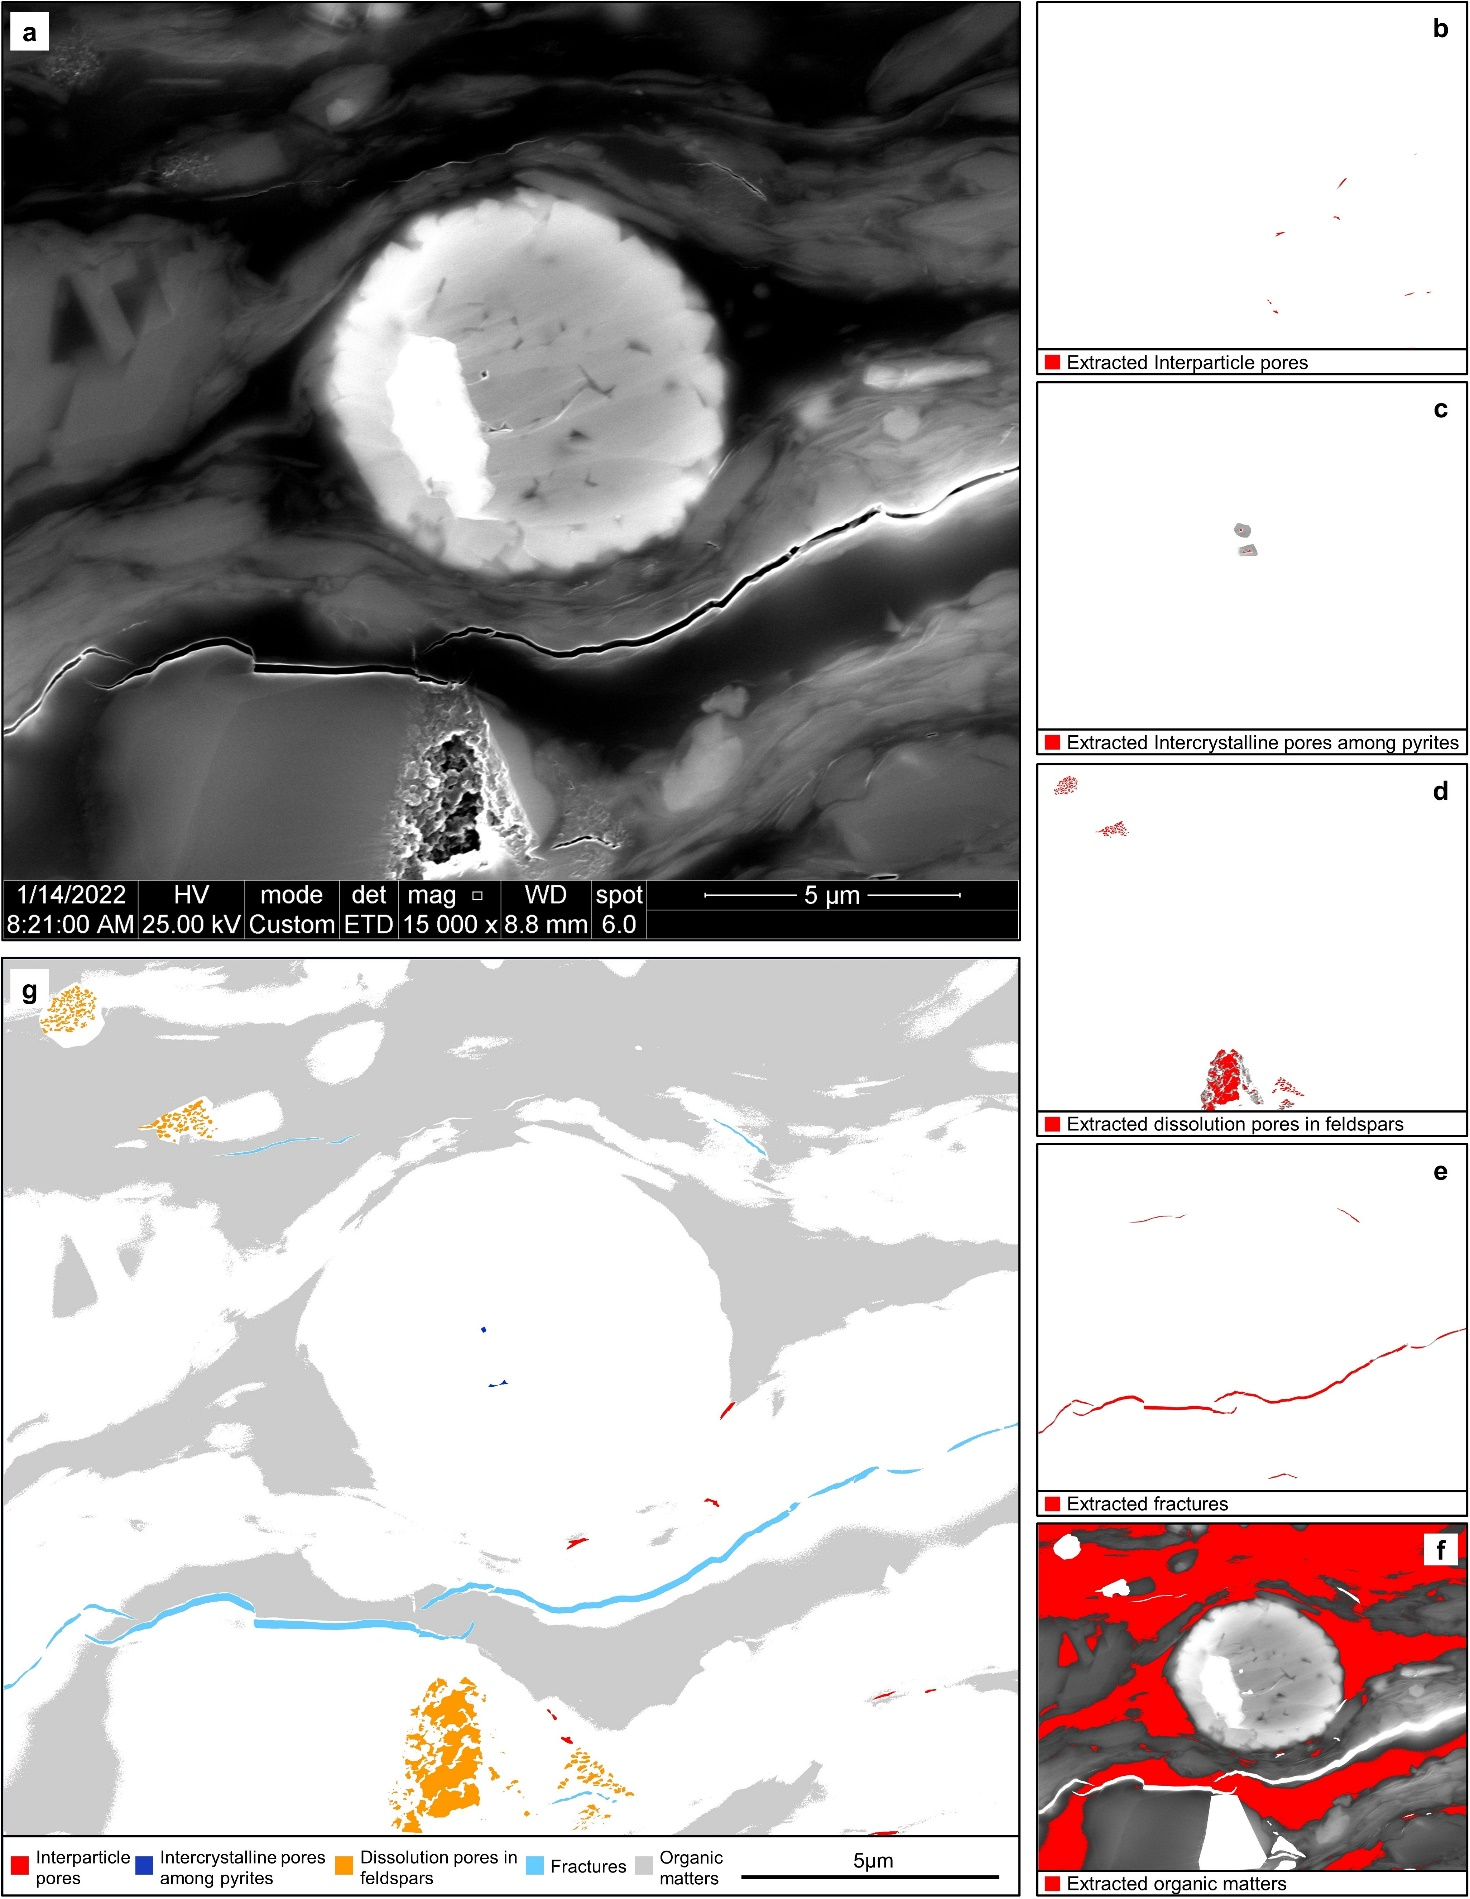 a
1/14/2022 HV mode det mag □ WD spot 5 µm
8:21:00 AM 25.00 kV Custom ETD 15 000 x 8.8 mm 6.0
b
Extracted Interparticle pores
c
Extracted Intercrystalline pores among pyrites
d
Extracted dissolution pores in feldspars
e
Extracted fractures
f
Extracted organic matters
g
Interparticle pores
Intercrystalline pores among pyrites
Dissolution pores in feldspars
Fractures
Organic matters
5µm